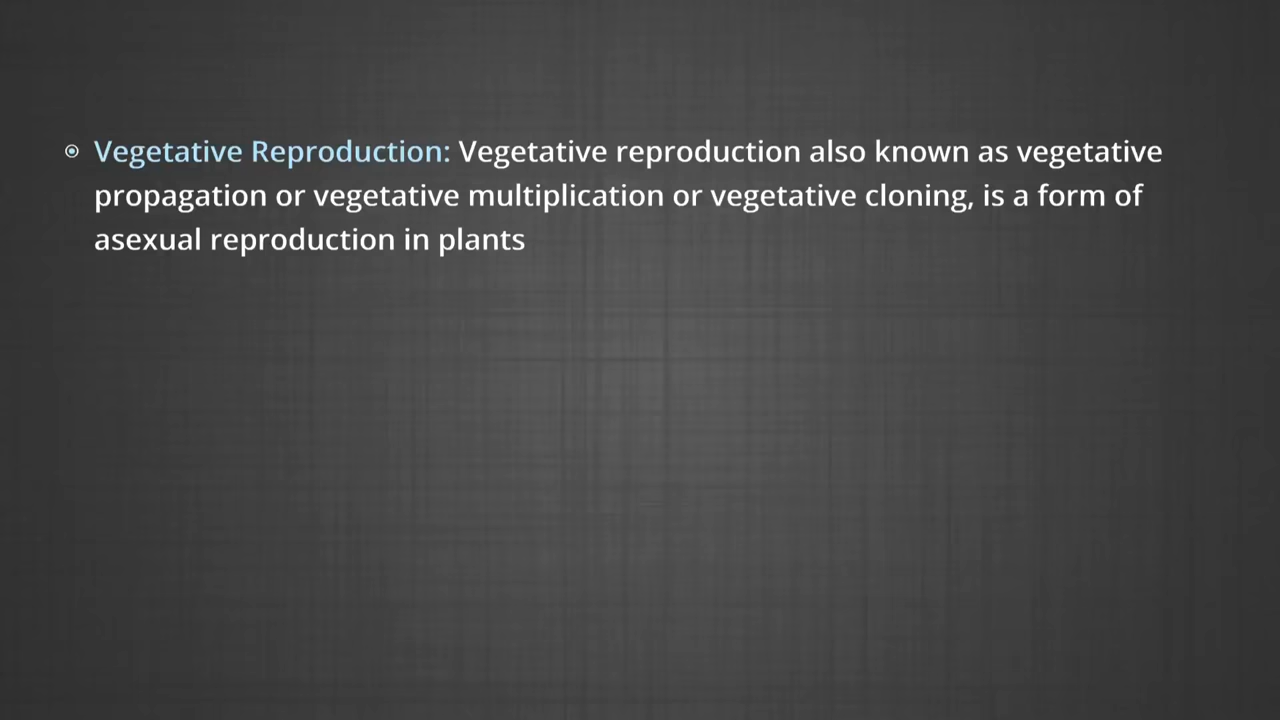 Vegetative Reproduction: Vegetative reproduction also known as vegetative
propagation or vegetative multiplication or vegetative cloning, is a form of
asexual reproduction in plants